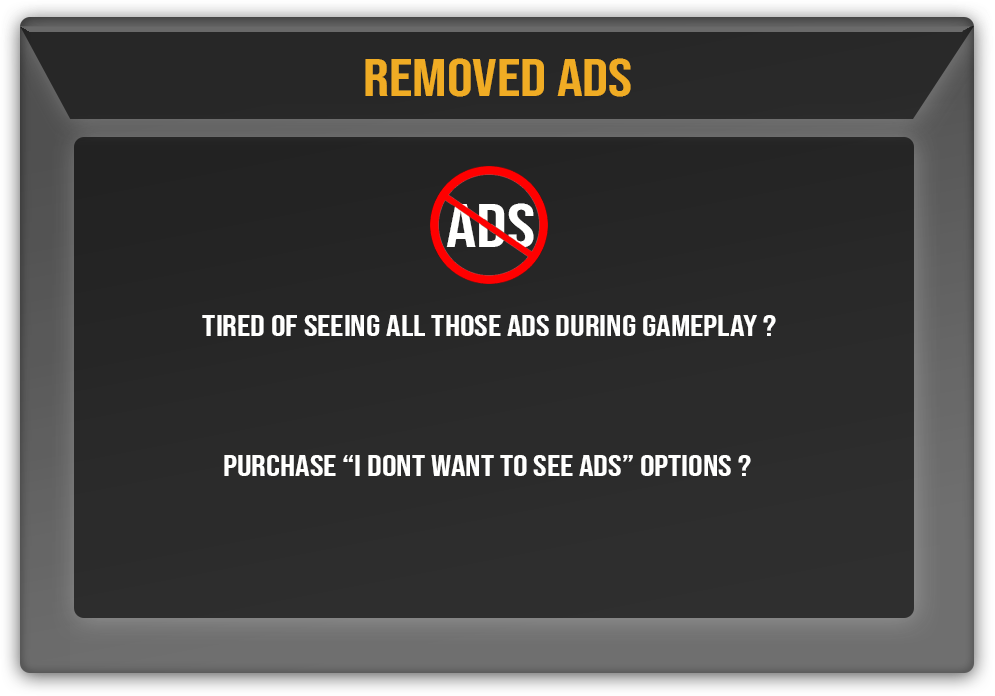 REMOVED ADS
ADS
TIRED OF SEEING ALL THOSE ADS DURING GAMEPLAY ?
PURCHASE “I DONT WANT TO SEE ADS” OPTIONS ?